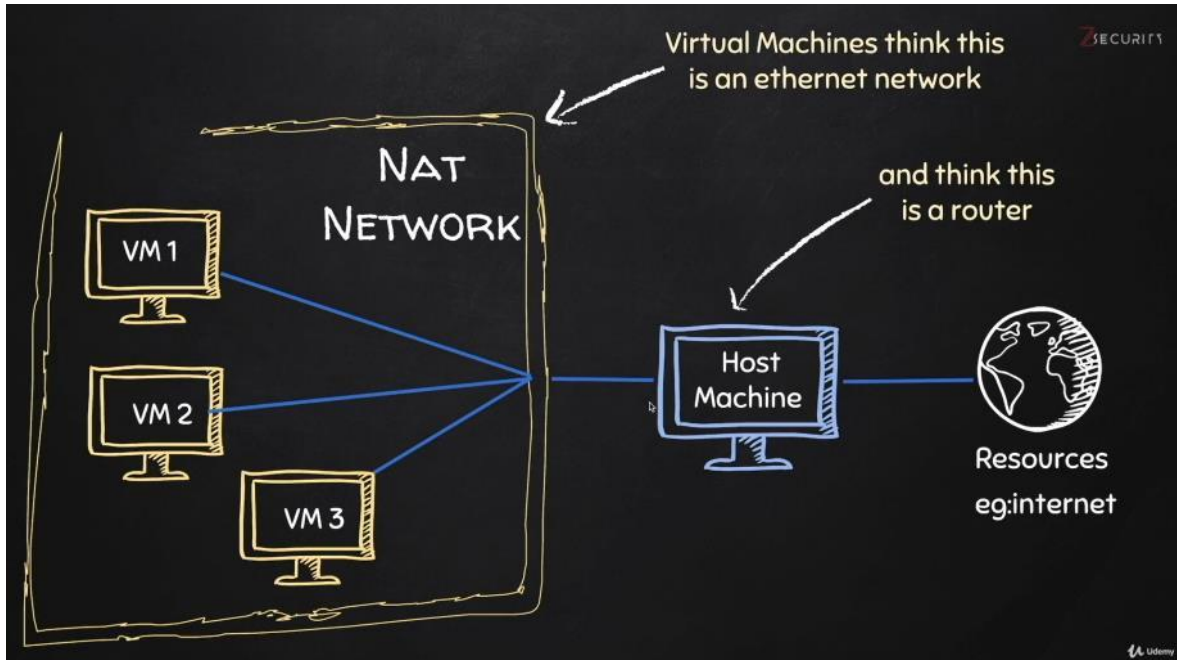 Virtual Machines think this
is an ethernet network
ZSECURITY
NAT
NETWORK
and think this
is a router
VM 1
VM 2
VM 3
Host
Machine
Resources
eg:internet
Udemy